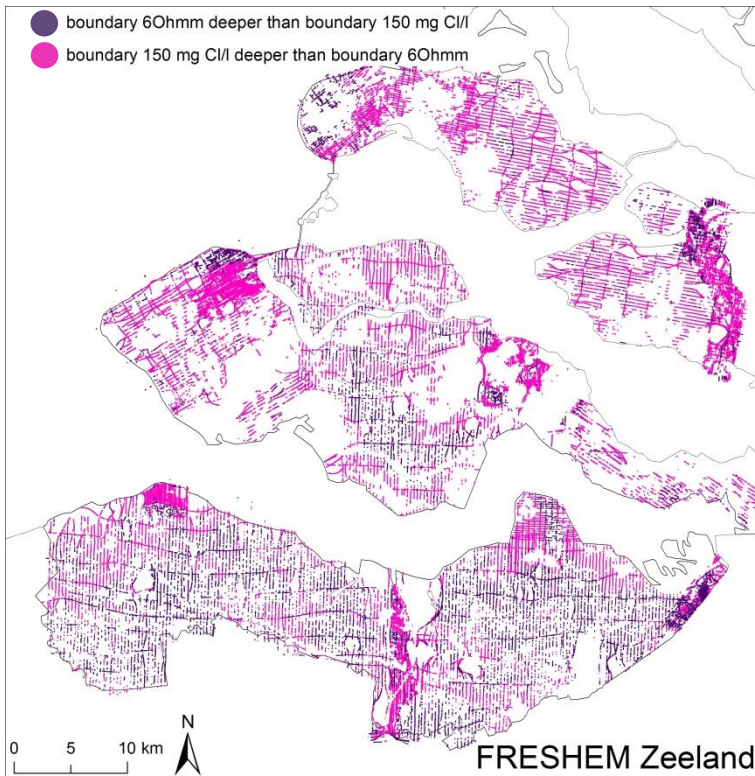 boundary 6Ohmm deeper than boundary 150 mg Cl/l
boundary 150 mg Cl/l deeper than boundary 6Ohmm
N
0 5 10 km
FRESHEM Zeeland